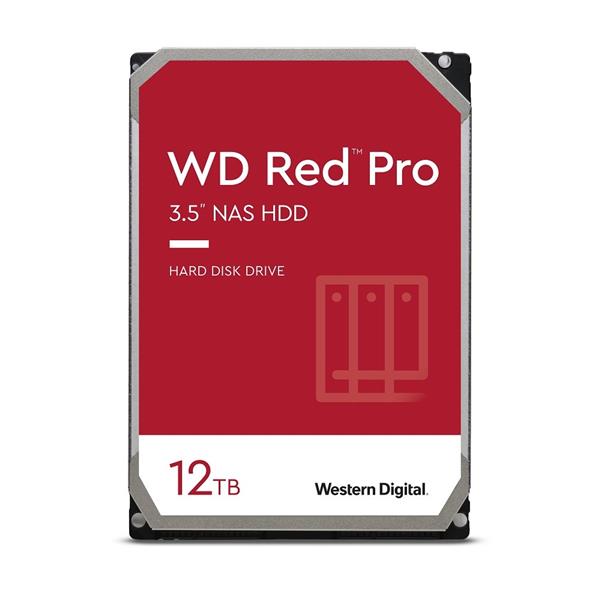 WD Red™ Pro
3.5" NAS HDD
HARD DISK DRIVE
12TB
Western Digital.